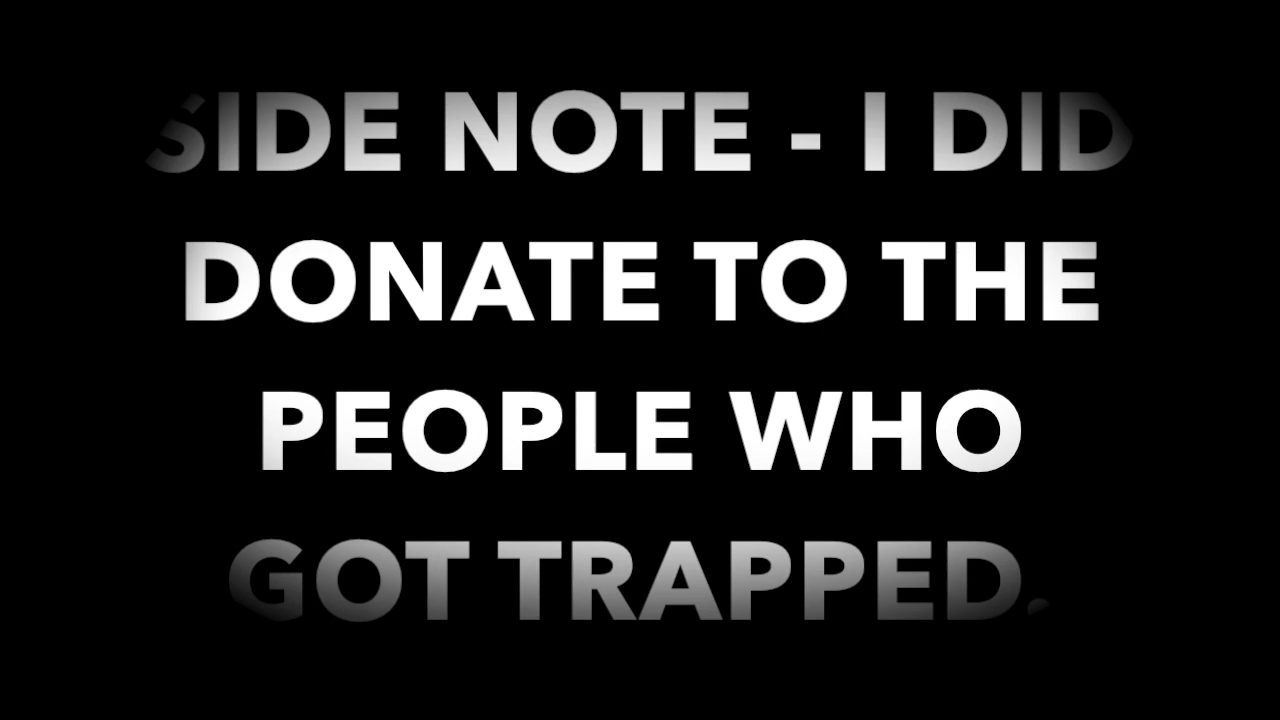 SIDE NOTE - I DID
DONATE TO THE
PEOPLE WHO
GOT TRAPPED.